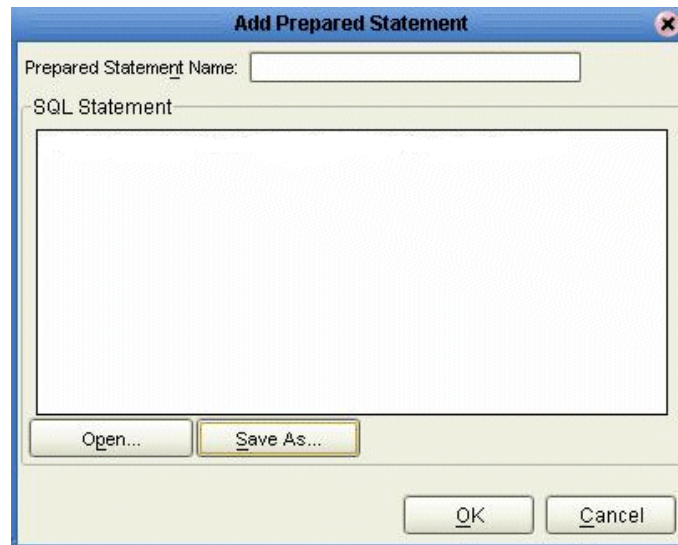 Add Prepared Statement
Prepared Statement Name:
SQL Statement
Open...
Save As...
OK
Cancel